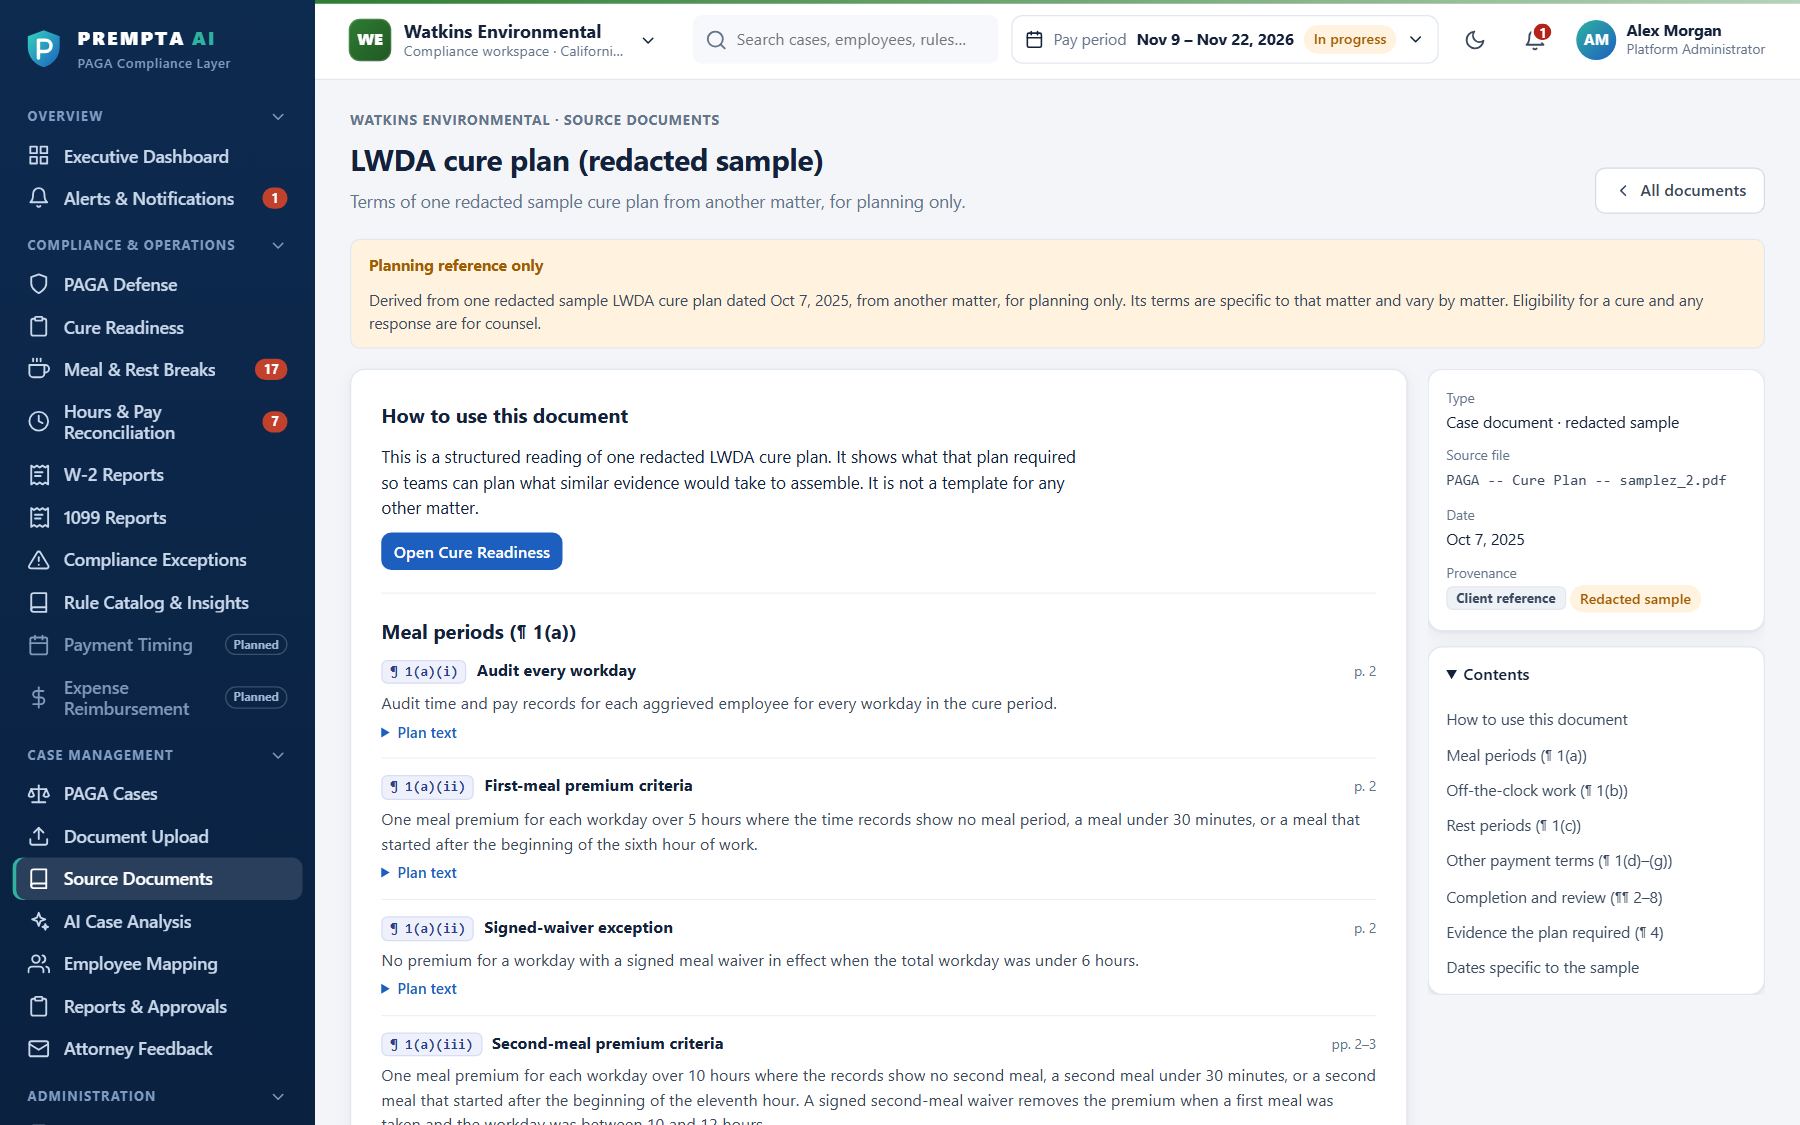 PREMPTA AI
PAGA Compliance Layer
OVERVIEW
Executive Dashboard
Alerts & Notifications 1
COMPLIANCE & OPERATIONS
PAGA Defense
Cure Readiness
Meal & Rest Breaks 17
Hours & Pay
Reconciliation 7
W-2 Reports
1099 Reports
Compliance Exceptions
Rule Catalog & Insights
Payment Timing Planned
Expense
Reimbursement Planned
CASE MANAGEMENT
PAGA Cases
Document Upload
Source Documents
AI Case Analysis
Employee Mapping
Reports & Approvals
Attorney Feedback
ADMINISTRATION
WE
Watkins Environmental
Compliance workspace · Californi...
Search cases, employees, rules...
Pay period Nov 9 – Nov 22, 2026 In progress
1
AM
Alex Morgan
Platform Administrator
WATKINS ENVIRONMENTAL · SOURCE DOCUMENTS
LWDA cure plan (redacted sample)
Terms of one redacted sample cure plan from another matter, for planning only.
All documents
Planning reference only
Derived from one redacted sample LWDA cure plan dated Oct 7, 2025, from another matter, for planning only. Its terms are specific to that matter and vary by matter. Eligibility for a cure and any
response are for counsel.
How to use this document
This is a structured reading of one redacted LWDA cure plan. It shows what that plan required
so teams can plan what similar evidence would take to assemble. It is not a template for any
other matter.
Open Cure Readiness
Meal periods (¶ 1(a))
¶ 1(a)(i) Audit every workday p. 2
Audit time and pay records for each aggrieved employee for every workday in the cure period.
Plan text
¶ 1(a)(ii) First-meal premium criteria p. 2
One meal premium for each workday over 5 hours where the time records show no meal period, a meal under 30 minutes, or a meal that
started after the beginning of the sixth hour of work.
Plan text
¶ 1(a)(ii) Signed-waiver exception p. 2
No premium for a workday with a signed meal waiver in effect when the total workday was under 6 hours.
Plan text
¶ 1(a)(iii) Second-meal premium criteria pp. 2–3
One meal premium for each workday over 10 hours where the records show no second meal, a second meal under 30 minutes, or a second
meal that started after the beginning of the eleventh hour. A signed second-meal waiver removes the premium when a first meal was
taken and the workday was between 10 and 12 hours.
Type
Case document · redacted sample
Source file
PAGA -- Cure Plan -- samplez_2.pdf
Date
Oct 7, 2025
Provenance
Client reference Redacted sample
Contents
How to use this document
Meal periods (¶ 1(a))
Off-the-clock work (¶ 1(b))
Rest periods (¶ 1(c))
Other payment terms (¶ 1(d)–(g))
Completion and review (¶¶ 2–8)
Evidence the plan required (¶ 4)
Dates specific to the sample